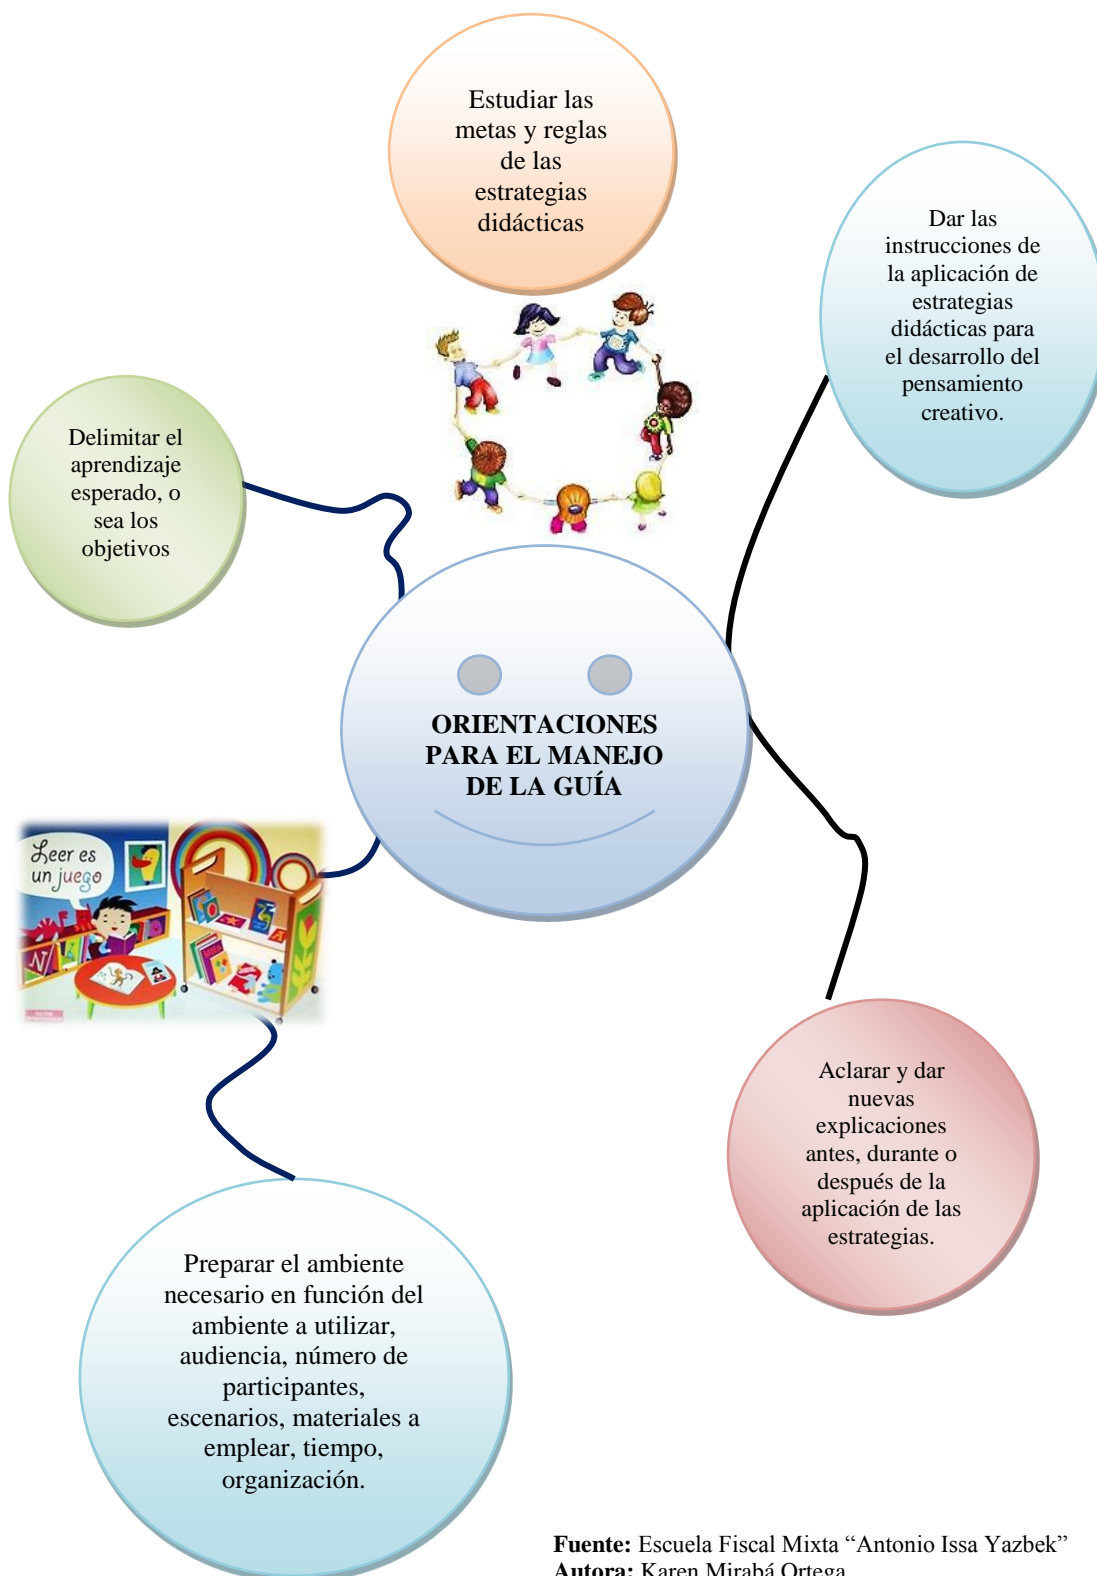 Estudiar las
metas y reglas
de las
estrategias
didácticas
Dar las
instrucciones de
la aplicación de
estrategias
didácticas para
el desarrollo del
pensamiento
creativo.
Delimitar el
aprendizaje
esperado, o
sea los
objetivos
ORIENTACIONES
PARA EL MANEJO
DE LA GUÍA
Leer es
un juego
Aclarar y dar
nuevas
explicaciones
antes, durante o
después de la
aplicación de las
estrategias.
Preparar el ambiente
necesario en función del
ambiente a utilizar,
audiencia, número de
participantes,
escenarios, materiales a
emplear, tiempo,
organización.
Fuente: Escuela Fiscal Mixta “Antonio Issa Yazbek”
Autora: Karen Mirabá Ortega